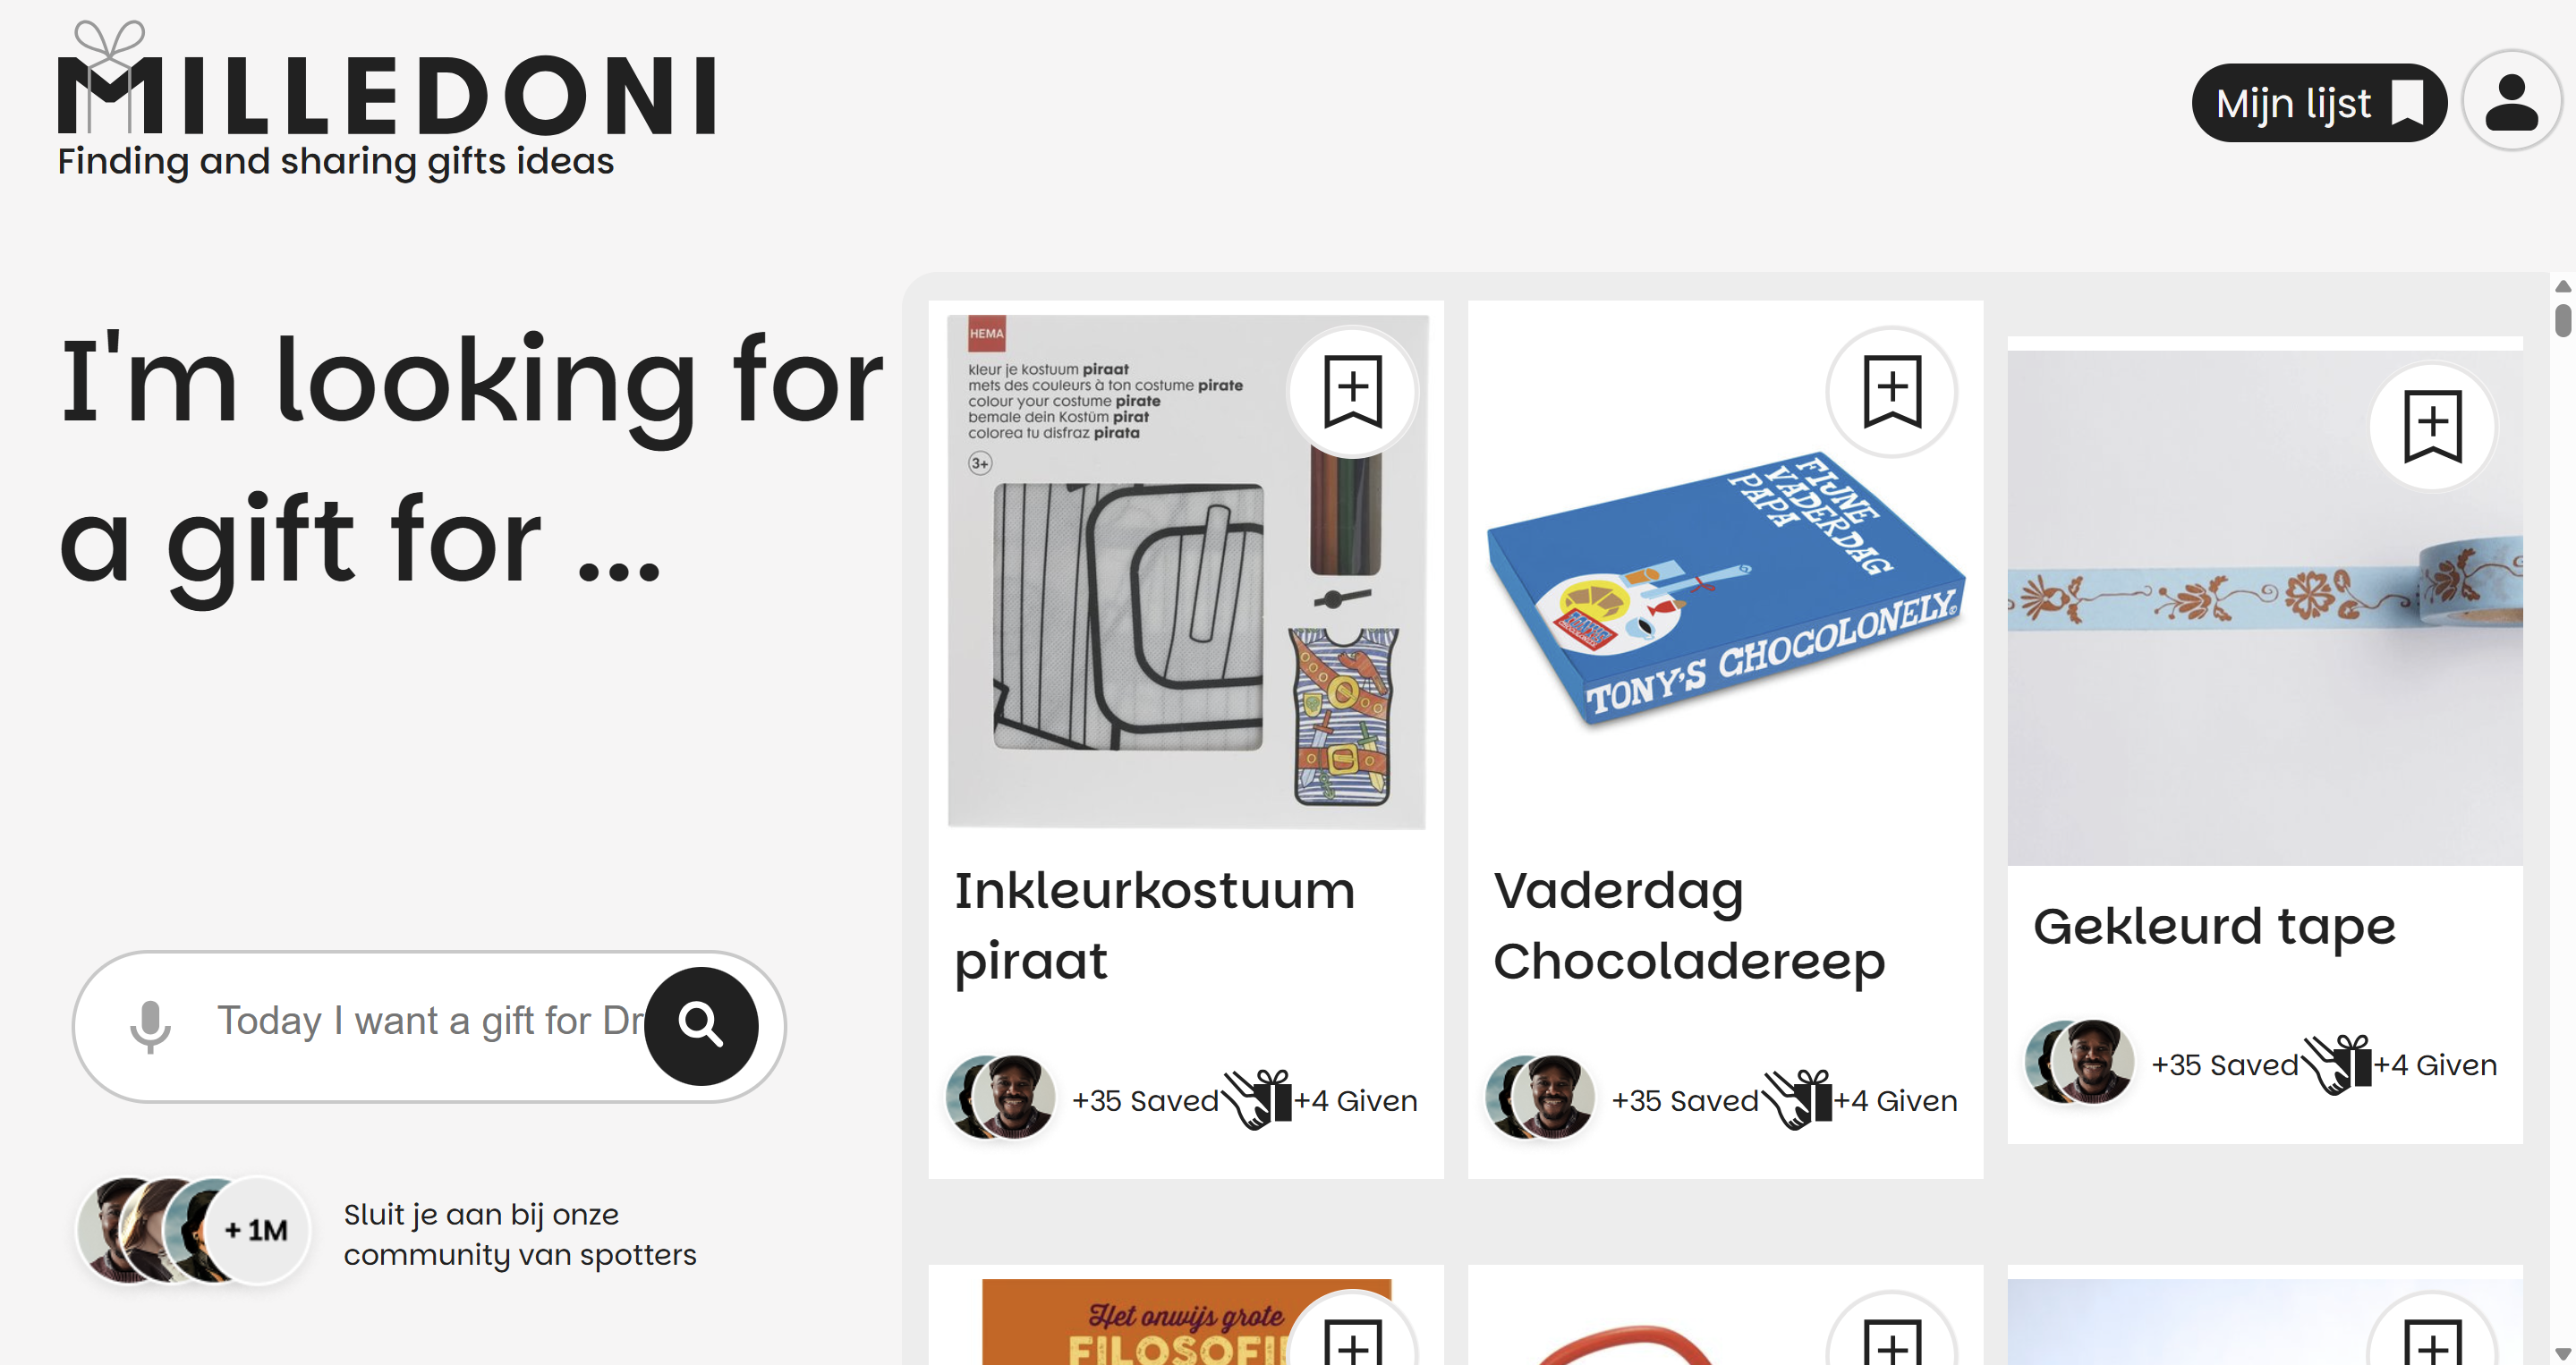 MILLEDONI
Finding and sharing gifts ideas
Mijn lijst
I'm looking for
a gift for ...
Today I want a gift for Dr
+ 1M
Sluit je aan bij onze
community van spotters
HEMA
kleur je kostuum piraat
mets des couleurs à ton costume pirate
colour your costume pirate
bemale dein Kostüm pirat
colorea tu disfraz pirata
3+
Inkleurkostuum
piraat
+35 Saved +4 Given
FIJNE
VADERDAG
PAPA
TONY'S CHOCOLONELY
Vaderdag
Chocoladereep
+35 Saved +4 Given
Gekleurd tape
+35 Saved +4 Given
Het onwijs grote
FILOSOFI